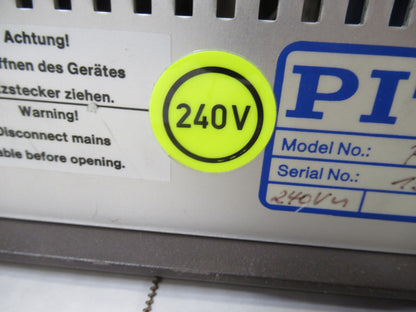 Achtung!
ffnen des Gerätes
zstecker ziehen.
Warning!
Disconnect mains
able before opening.
240V
PI
Model No.:
Serial No.:
240V~